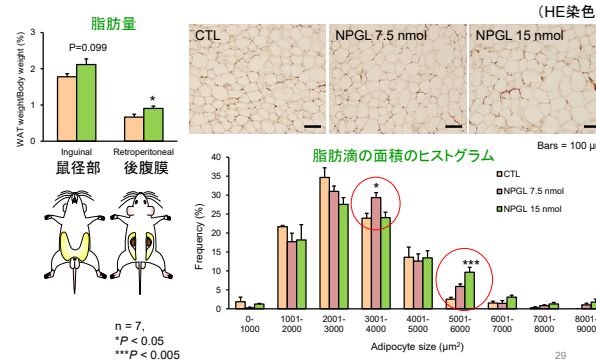 (HE染色
脂肪量
WAT weight/Body weight (%)
3
2
1
0
P=0.099
*
Inguinal
鼠径部
Retroperitoneal
後腹膜
CTL
NPGL 7.5 nmol
NPGL 15 nmol
Bars = 100 μ
脂肪滴の面積のヒストグラム
Frequency (%)
40
35
30
25
20
15
10
5
0
CTL
NPGL 7.5 nmol
NPGL 15 nmol
*
***
0-
1000
1001-
2000
2001-
3000
3001-
4000
4001-
5000
5001-
6000
6001-
7000
7001-
8000
8001-
9000
Adipocyte size (μm²)
n = 7,
*P < 0.05
***P < 0.005
29